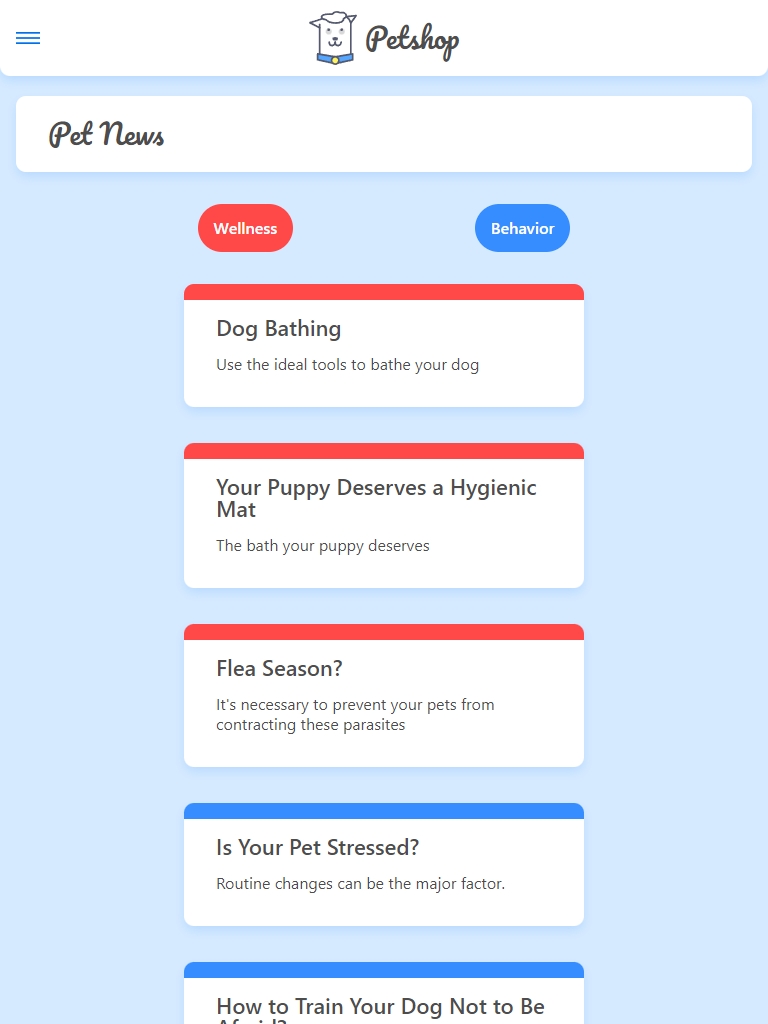 Petshop
Pet News
Wellness
Behavior
Dog Bathing
Use the ideal tools to bathe your dog
Your Puppy Deserves a Hygienic
Mat
The bath your puppy deserves
Flea Season?
It's necessary to prevent your pets from
contracting these parasites
Is Your Pet Stressed?
Routine changes can be the major factor.
How to Train Your Dog Not to Be
Afraid?